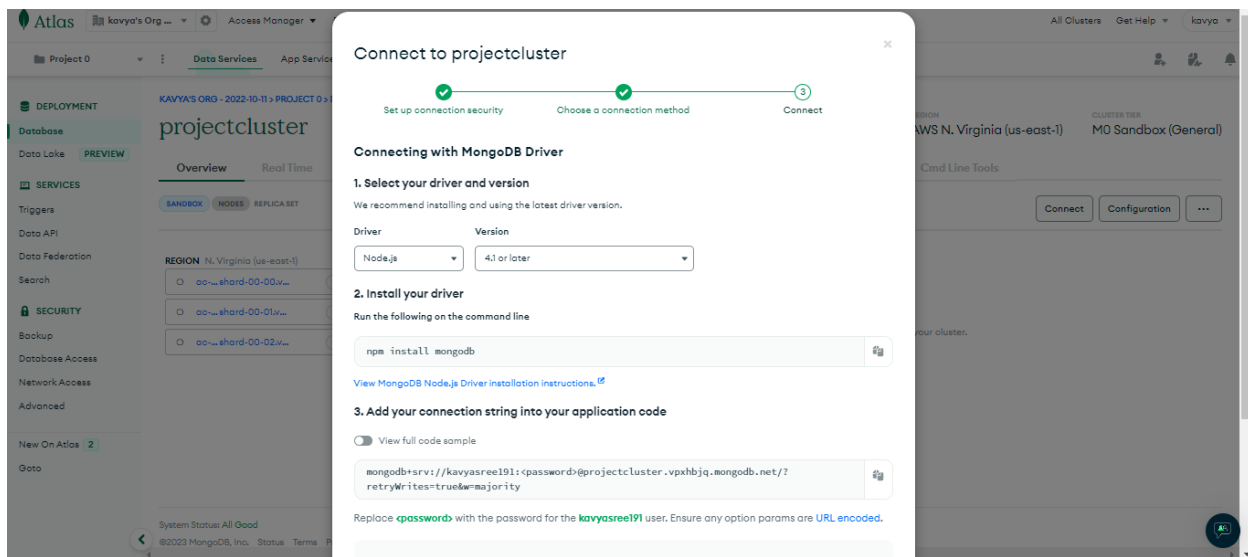 Atlas
kavya's Org ...
Access Manager
All Clusters
Get Help
kavya
Project 0
Data Services
App Service
DEPLOYMENT
Database
Data Lake PREVIEW
SERVICES
Triggers
Data API
Data Federation
Search
SECURITY
Backup
Database Access
Network Access
Advanced
New On Atlas 2
Goto
KAVYA'S ORG - 2022-10-11 > PROJECT 0 >
projectcluster
Overview
Real Time
SANDBOX NODES REPLICA SET
REGION N. Virginia (us-east-1)
ac-...shard-00-00.v...
ac-...shard-00-01.v...
ac-...shard-00-02.v...
System Status: All Good
©2023 MongoDB, Inc. Status Terms
Connect to projectcluster
×
Set up connection security
Choose a connection method
3
Connect
Connecting with MongoDB Driver
1. Select your driver and version
We recommend installing and using the latest driver version.
Driver
Version
Node.js
4.1 or later
2. Install your driver
Run the following on the command line
npm install mongodb
View MongoDB Node.js Driver installation instructions.
3. Add your connection string into your application code
View full code sample
mongodb+srv://kavyasree191:<password>@projectcluster.vpxhbjq.mongodb.net/?
retryWrites=true&w=majority
Replace <password> with the password for the kavyasree191 user. Ensure any option params are URL encoded.
AWS N. Virginia (us-east-1)
CLUSTER TIER
M0 Sandbox (General)
Cmd Line Tools
Connect
Configuration
...
your cluster.